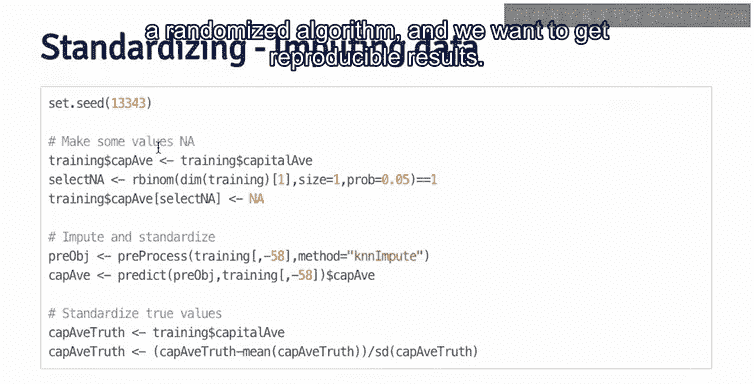 a randomized algorithm, and we want to get
reproducible results.
Standardizing - Imputing data
set.seed(13343)
# Make some values NA
training$capAve <- training$capitalAve
selectNA <- rbinom(dim(training)[1],size=1,prob=0.05)==1
training$capAve[selectNA] <- NA
# Impute and standardize
preObj <- preProcess(training[,-58],method="knnImpute")
capAve <- predict(preObj,training[,-58])$capAve
# Standardize true values
capAveTruth <- training$capitalAve
capAveTruth <- (capAveTruth-mean(capAveTruth))/sd(capAveTruth)